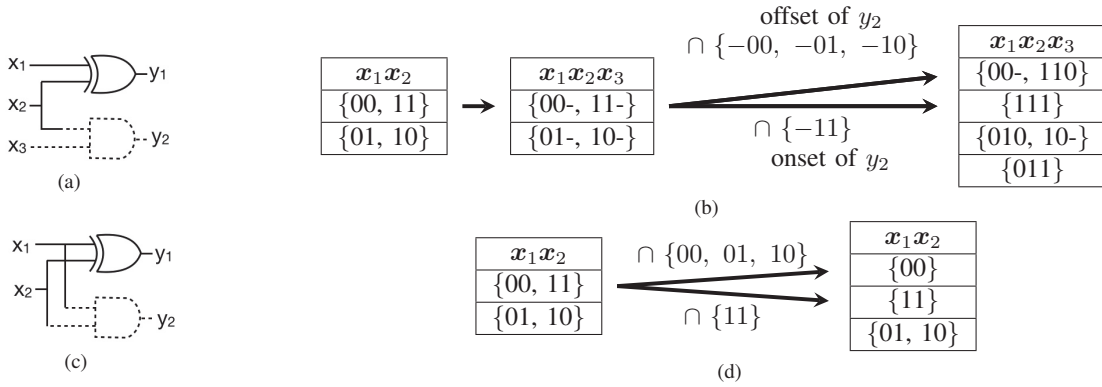 x1
x2
x3
y1
y2
(a)
x1x2
{00, 11}
{01, 10}
x1x2x3
{00-, 11-}
{01-, 10-}
offset of y2
∩ {−00, −01, −10}
∩ {−11}
onset of y2
x1x2x3
{00-, 110}
{111}
{010, 10-}
{011}
(b)
x1
x2
y1
y2
(c)
x1x2
{00, 11}
{01, 10}
∩ {00, 01, 10}
∩ {11}
x1x2
{00}
{11}
{01, 10}
(d)